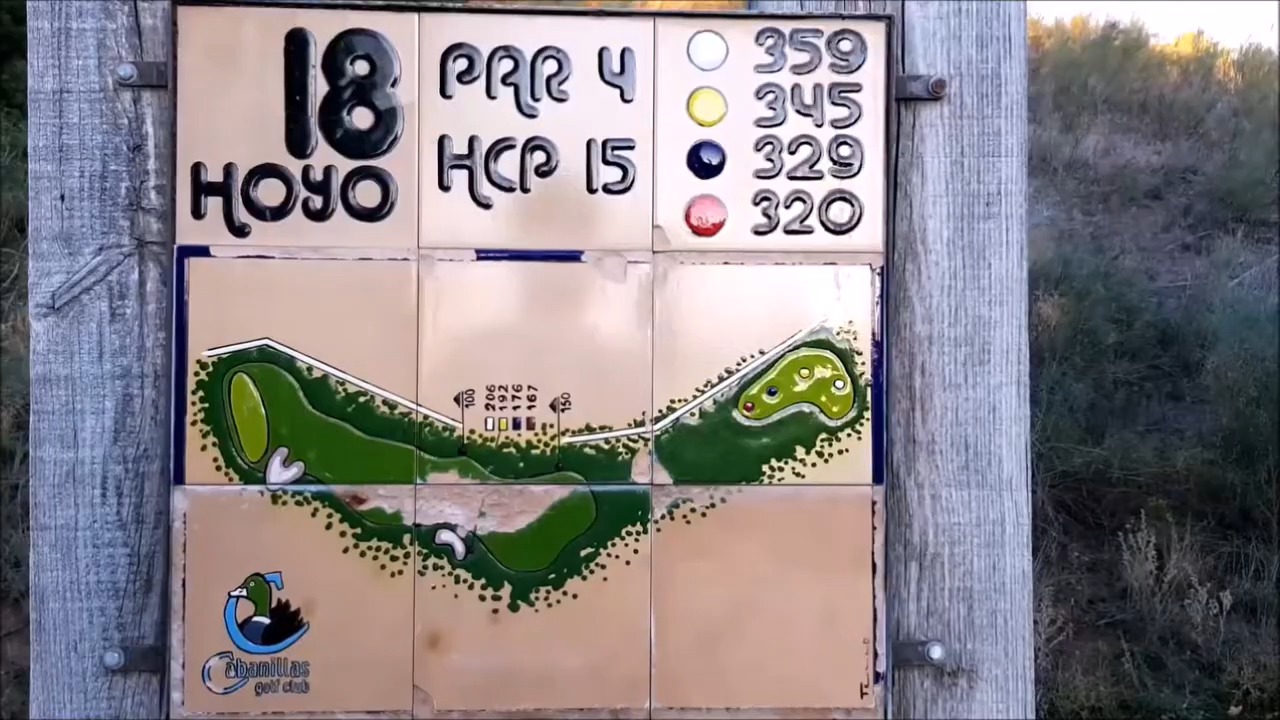 18
HOYO
PAR 4
HCP 15
359
345
329
320
100
206
192
176
167
150
Cabanillas
golf club